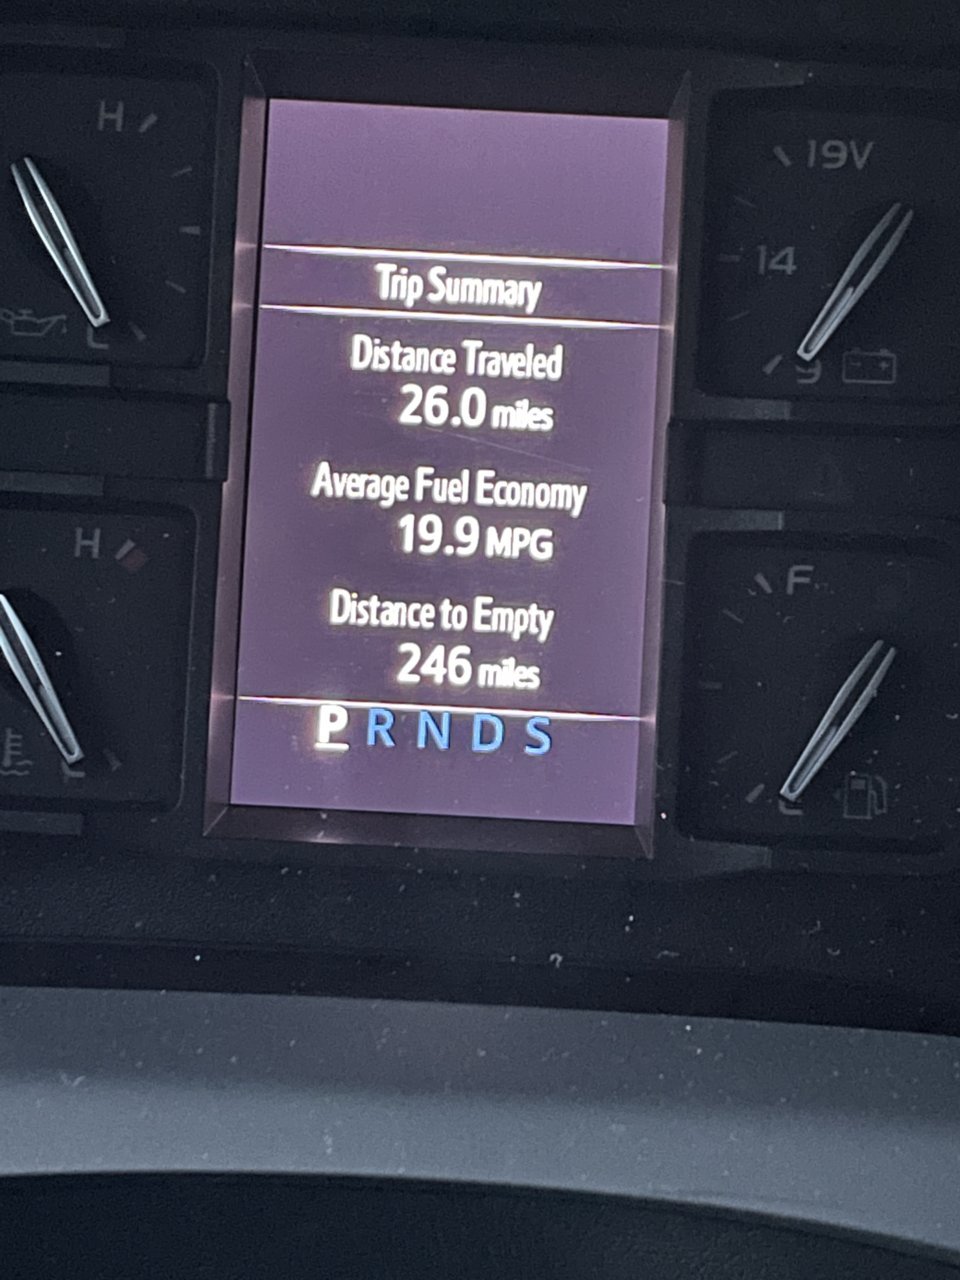 H
19V
14
9
Trip Summary
Distance Traveled
26.0 miles
Average Fuel Economy
19.9 MPG
H
F
Distance to Empty
246 miles
P R N D S
E